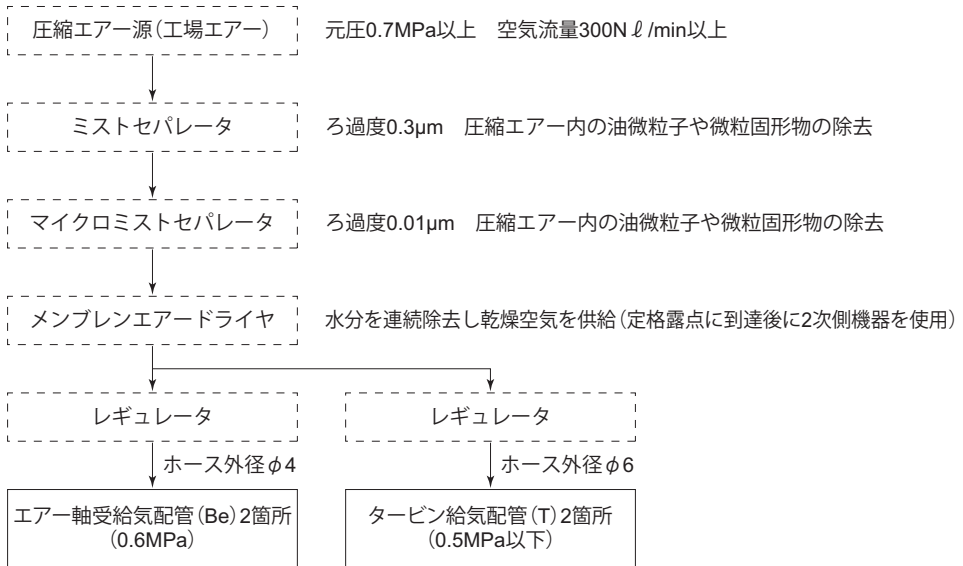 圧縮エアー源（工場エアー） 元圧0.7MPa以上　空気流量300Nℓ/min以上
ミストセパレータ ろ過度0.3μm　圧縮エアー内の油微粒子や微粒固形物の除去
マイクロミストセパレータ ろ過度0.01μm　圧縮エアー内の油微粒子や微粒固形物の除去
メンブレンエアードライヤ 水分を連続除去し乾燥空気を供給（定格露点に到達後に2次側機器を使用）
レギュレータ レギュレータ
ホース外径φ4 ホース外径φ6
エアー軸受給気配管（Be）2箇所 タービン給気配管（T）2箇所
（0.6MPa） （0.5MPa以下）